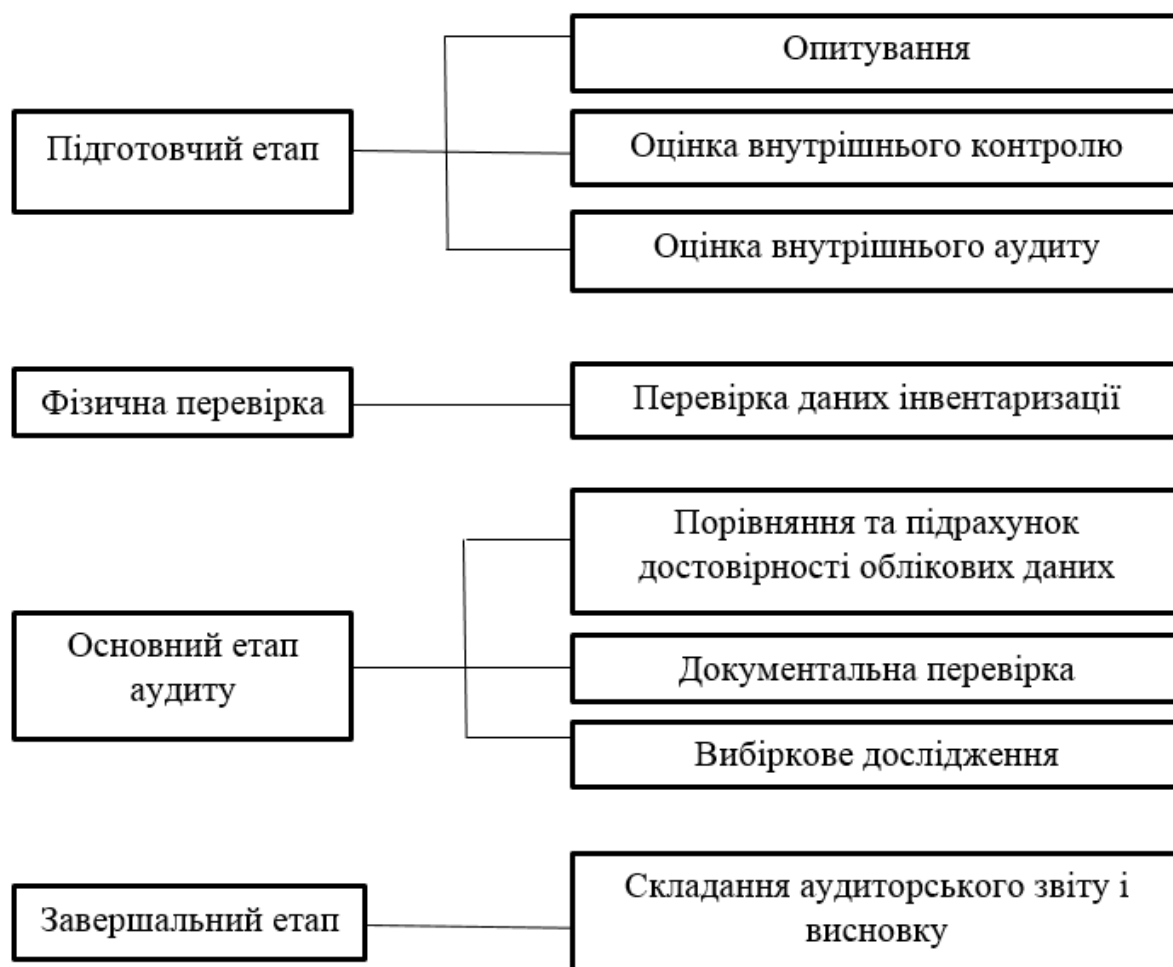 Підготовчий етап
Опитування
Оцінка внутрішнього контролю
Оцінка внутрішнього аудиту
Фізична перевірка
Перевірка даних інвентаризації
Основний етап
аудиту
Порівняння та підрахунок
достовірності облікових даних
Документальна перевірка
Вибіркове дослідження
Завершальний етап
Складання аудиторського звіту і
висновку